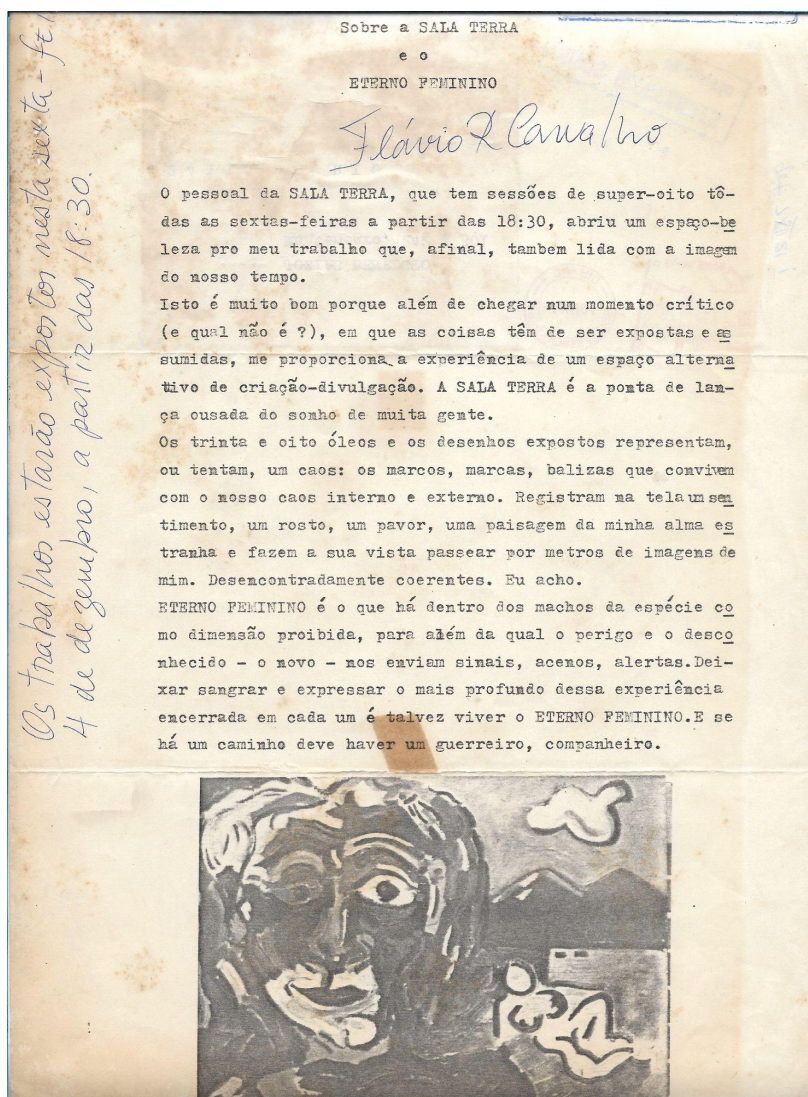 Sobre a SALA TERRA
e o
ETERNO FEMININO
Flávio R Carvalho
O pessoal da SALA TERRA, que tem sessões de super-oito tô-
das as sextas-feiras a partir das 18:30, abriu um espaço-be
leza pro meu trabalho que, afinal, tambem lida com a imagem
do nosso tempo.
Isto é muito bom porque além de chegar num momento crítico
(e qual não é ?), em que as coisas têm de ser expostas e as
sumidas, me proporciona a experiência de um espaço alterna
tivo de criação-divulgação. A SALA TERRA é a ponta de lan-
ça ousada do sonho de muita gente.
Os trinta e oito óleos e os desenhos expostos representam,
ou tentam, um caos: os marcos, marcas, balizas que convivem
com o nosso caos interno e externo. Registram na tela um sen
timento, um rosto, um pavor, uma paisagem da minha alma es
tranha e fazem a sua vista passear por metros de imagens de
mim. Desencontradamente coerentes. Eu acho.
ETERNO FEMININO é o que há dentro dos machos da espécie co
mo dimensão proibida, para além da qual o perigo e o desco
nhecido - o novo - nos enviam sinais, acenos, alertas.Dei-
xar sangrar e expressar o mais profundo dessa experiência
encerrada em cada um é talvez viver o ETERNO FEMININO.E se
há um caminho deve haver um guerreiro, companheiro.
Os trabalhos estarão expostos nesta sexta-fei
4 de dezembro, a partir das 18:30.